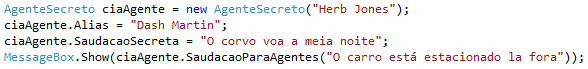 AgenteSecreto ciaAgente = new AgenteSecreto("Herb Jones");
ciaAgente.Alias = "Dash Martin";
ciaAgente.SaudacaoSecreta = "O corvo voa a meia noite";
MessageBox.Show(ciaAgente.SaudacaoParaAgentes("O carro está estacionado la fora"));